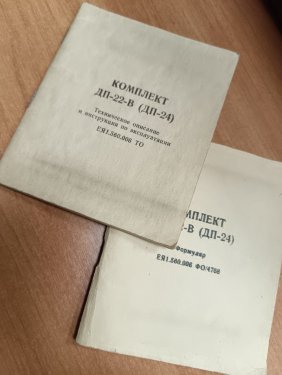 КОМПЛЕКТ
ДП-22-В (ДП-24)
Техническое описание
и инструкция по эксплуатации
ЕЯ1.560.006 ТО
КОМПЛЕКТ
-В (ДП-24)
Формуляр
ЕЯ1.560.006 ФО/4766